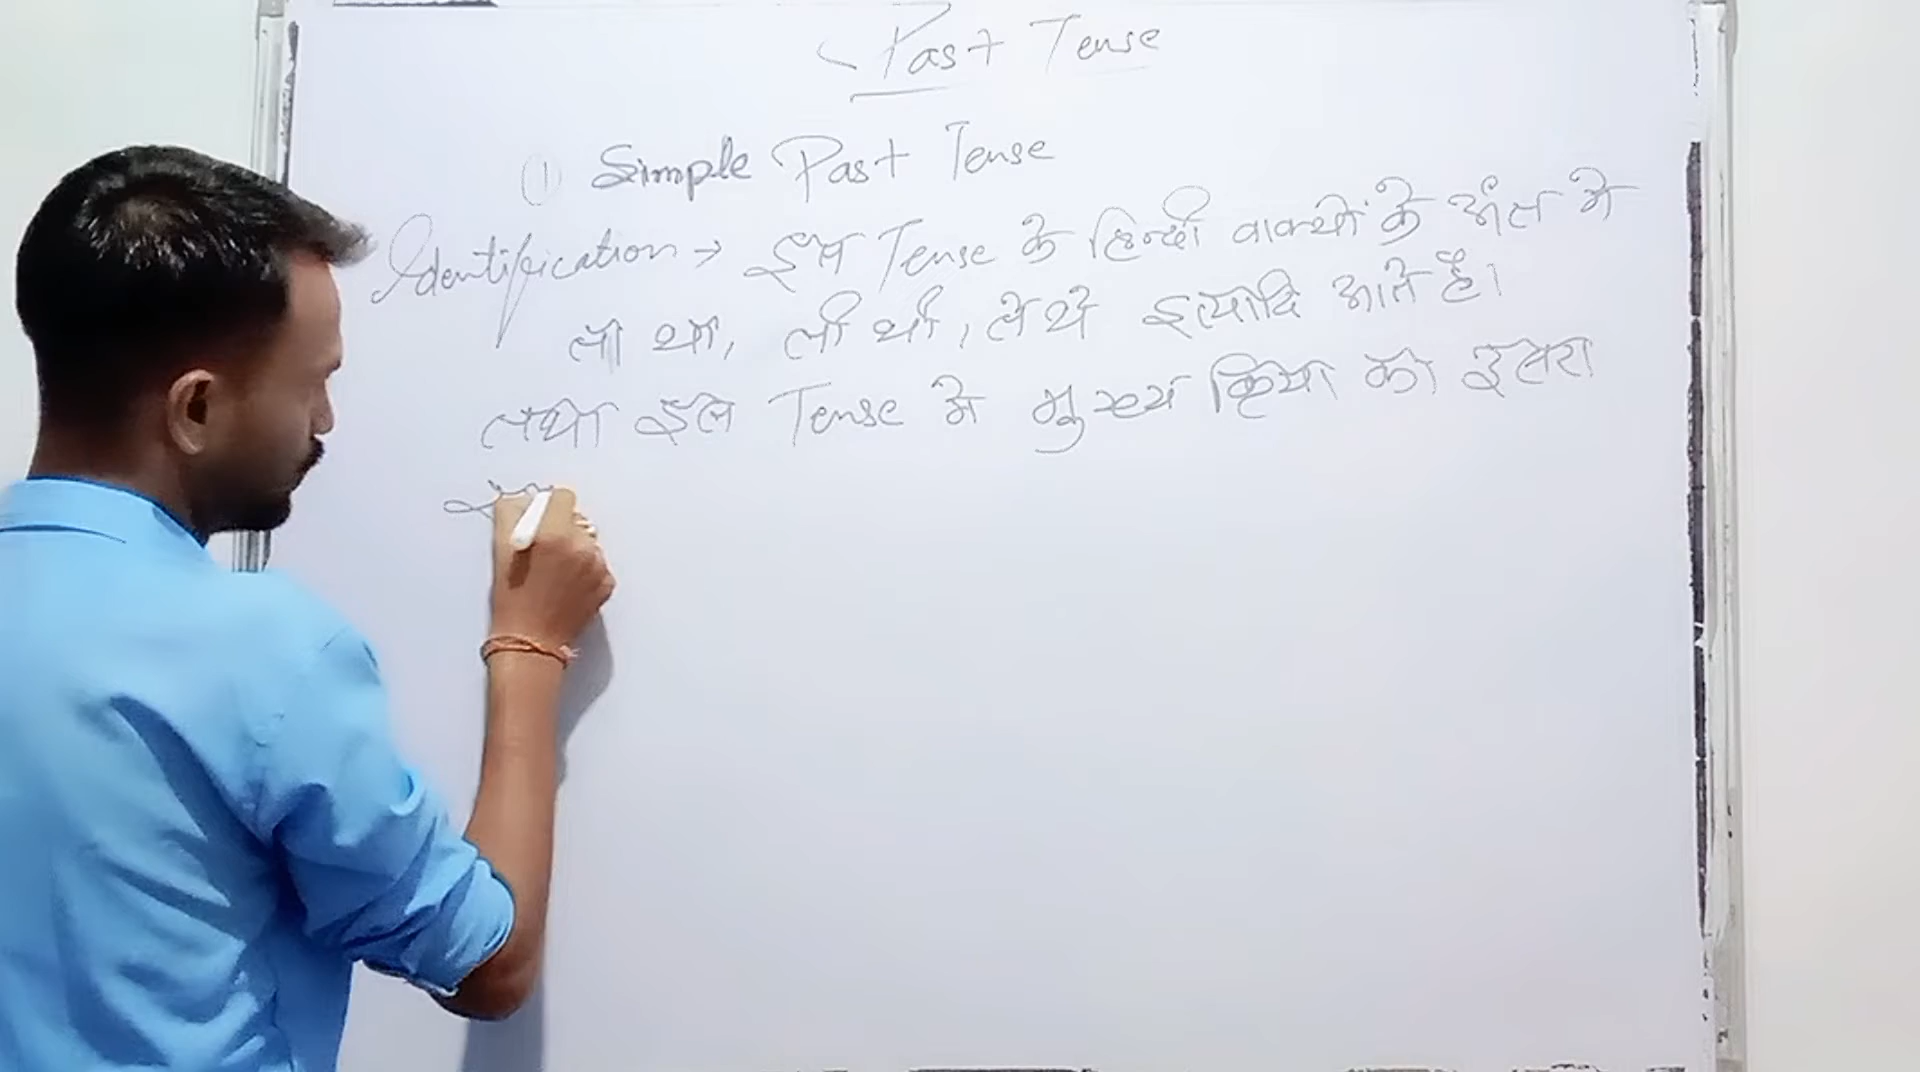 Past Tense
① Simple Past Tense
Identification → इस Tense के हिन्दी वाक्यों के अंत में
ता था, ती थी, ते थे इत्यादि आते हैं।
तथा इस Tense मे मुख्य क्रिया का दूसरा